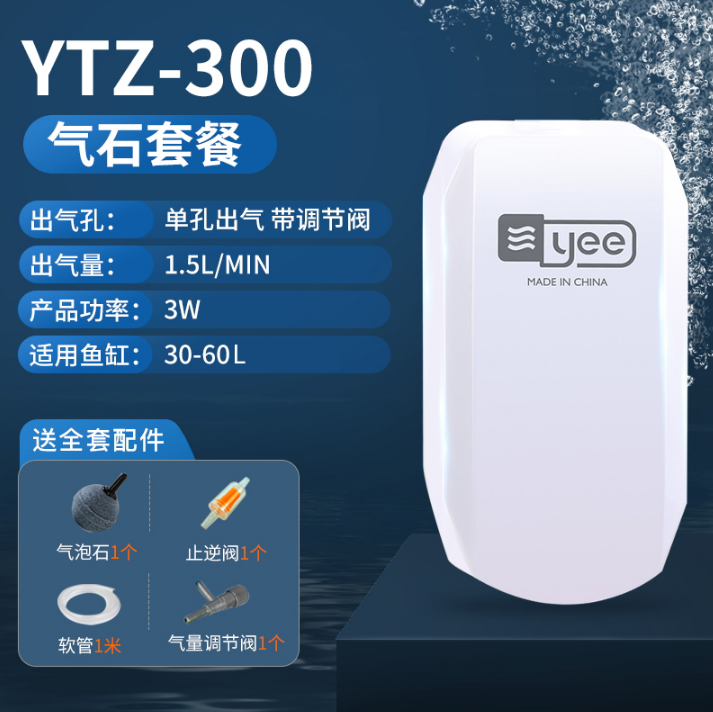 YTZ-300
气石套餐
出气孔： 单孔出气 带调节阀
出气量： 1.5L/MIN
产品功率： 3W
适用鱼缸： 30-60L
yee
MADE IN CHINA
送全套配件
气泡石1个
止逆阀1个
软管1米
气量调节阀1个